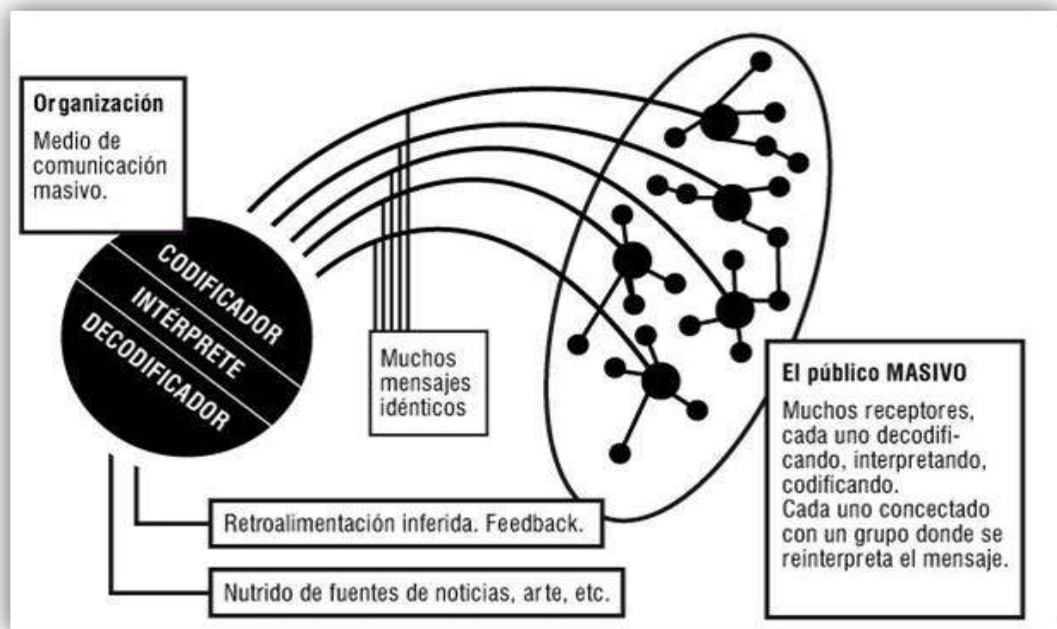 Organización
Medio de
comunicación
masivo.
CODIFICADOR
INTÉRPRETE
DECODIFICADOR
Muchos
mensajes
idénticos
El público MASIVO
Muchos receptores,
cada uno decodifi-
cando, interpretando,
codificando.
Cada uno concectado
con un grupo donde se
reinterpreta el mensaje.
Retroalimentación inferida. Feedback.
Nutrido de fuentes de noticias, arte, etc.